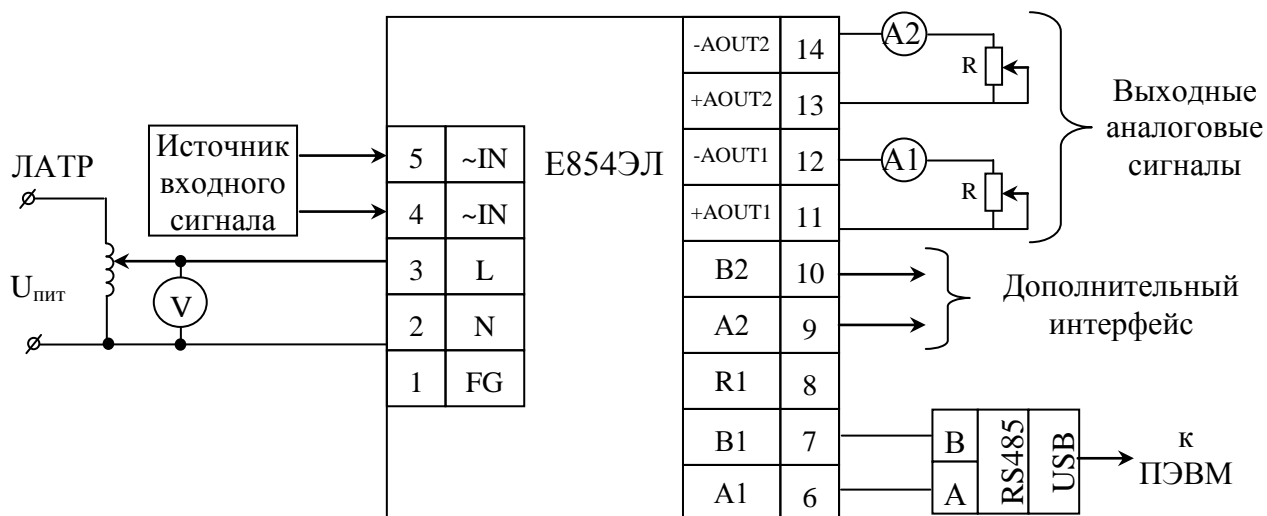 ЛАТР
Uпит
V
Источник
входного
сигнала
5 ~IN
4 ~IN
3 L
2 N
1 FG
Е854ЭЛ
-AOUT2 14
+AOUT2 13
-AOUT1 12
+AOUT1 11
B2 10
A2 9
R1 8
B1 7
A1 6
A2
R
A1
R
Выходные
аналоговые
сигналы
Дополнительный
интерфейс
B
A
RS485
USB
к
ПЭВМ